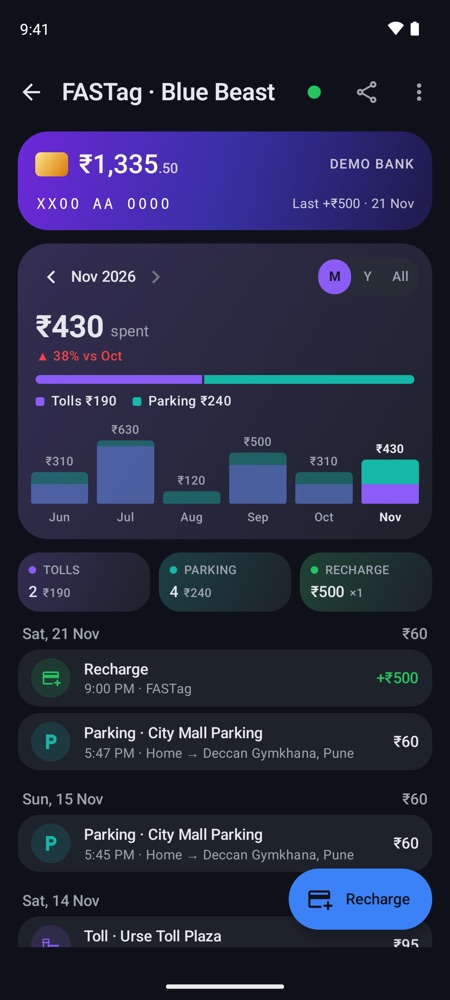 9:41
FASTag · Blue Beast
₹1,335.50
DEMO BANK
XX00 AA 0000
Last +₹500 · 21 Nov
Nov 2026
M Y All
₹430 spent
▲ 38% vs Oct
Tolls ₹190 Parking ₹240
₹310 ₹630 ₹120 ₹500 ₹310 ₹430
Jun Jul Aug Sep Oct Nov
TOLLS
2 ₹190
PARKING
4 ₹240
RECHARGE
₹500 ×1
Sat, 21 Nov ₹60
Recharge
9:00 PM · FASTag
+₹500
P
Parking · City Mall Parking
5:47 PM · Home → Deccan Gymkhana, Pune
₹60
Sun, 15 Nov ₹60
P
Parking · City Mall Parking
5:45 PM · Home → Deccan Gymkhana, Pune
₹60
Sat, 14 Nov
Recharge
Toll · Urse Toll Plaza
₹95